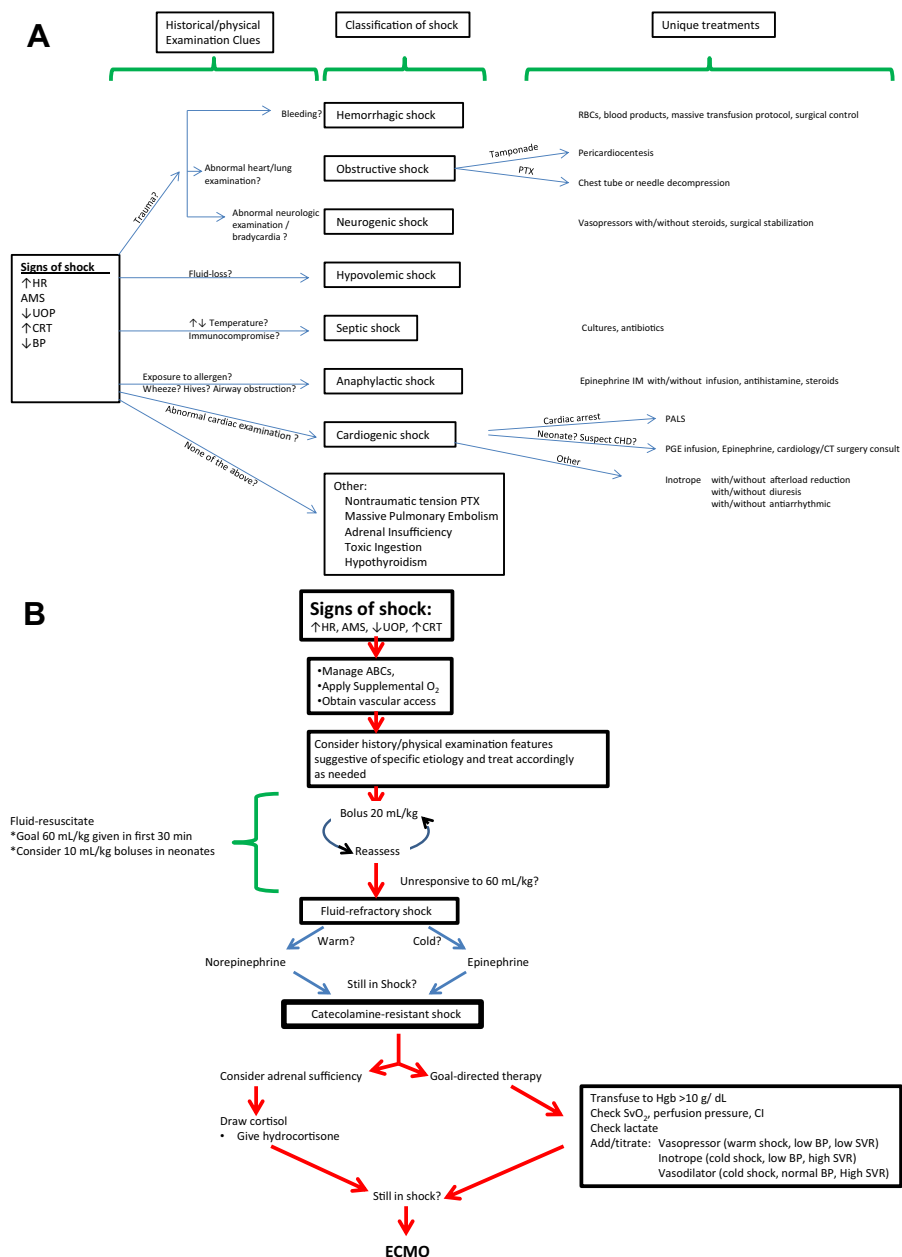 A
Historical/physical
Examination Clues
Classification of shock
Unique treatments
Bleeding?
Hemorrhagic shock
RBCs, blood products, massive transfusion protocol, surgical control
Trauma?
Abnormal heart/lung
examination?
Obstructive shock
Tamponade
Pericardiocentesis
PTX
Chest tube or needle decompression
Abnormal neurologic
examination /
bradycardia ?
Neurogenic shock
Vasopressors with/without steroids, surgical stabilization
Signs of shock
↑HR
AMS
↓UOP
↑CRT
↓BP
Fluid-loss?
Hypovolemic shock
↑↓ Temperature?
Immunocompromise?
Septic shock
Cultures, antibiotics
Exposure to allergen?
Wheeze? Hives? Airway obstruction?
Anaphylactic shock
Epinephrine IM with/without infusion, antihistamine, steroids
Abnormal cardiac examination ?
Cardiogenic shock
Cardiac arrest
PALS
Neonate? Suspect CHD?
PGE infusion, Epinephrine, cardiology/CT surgery consult
Other
Inotrope with/without afterload reduction
with/without diuresis
with/without antiarrhythmic
None of the above?
Other:
Nontraumatic tension PTX
Massive Pulmonary Embolism
Adrenal Insufficiency
Toxic Ingestion
Hypothyroidism
B
Signs of shock:
↑HR, AMS, ↓UOP, ↑CRT
•Manage ABCs,
•Apply Supplemental O₂
•Obtain vascular access
Consider history/physical examination features
suggestive of specific etiology and treat accordingly
as needed
Fluid-resuscitate
*Goal 60 mL/kg given in first 30 min
*Consider 10 mL/kg boluses in neonates
Bolus 20 mL/kg
Reassess
Unresponsive to 60 mL/kg?
Fluid-refractory shock
Warm?
Cold?
Norepinephrine
Epinephrine
Still in Shock?
Catecolamine-resistant shock
Consider adrenal sufficiency
Goal-directed therapy
Draw cortisol
• Give hydrocortisone
Transfuse to Hgb >10 g/ dL
Check SvO₂, perfusion pressure, CI
Check lactate
Add/titrate: Vasopressor (warm shock, low BP, low SVR)
Inotrope (cold shock, low BP, high SVR)
Vasodilator (cold shock, normal BP, High SVR)
Still in shock?
ECMO